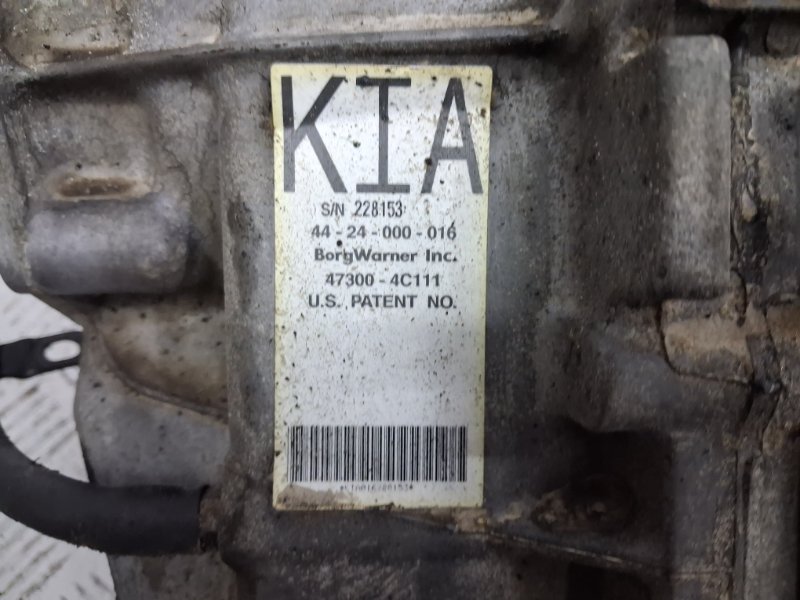 KIA
S/N 228153
44 - 24 - 000 - 016
BorgWarner Inc.
47300 - 4C111
U.S. PATENT NO.